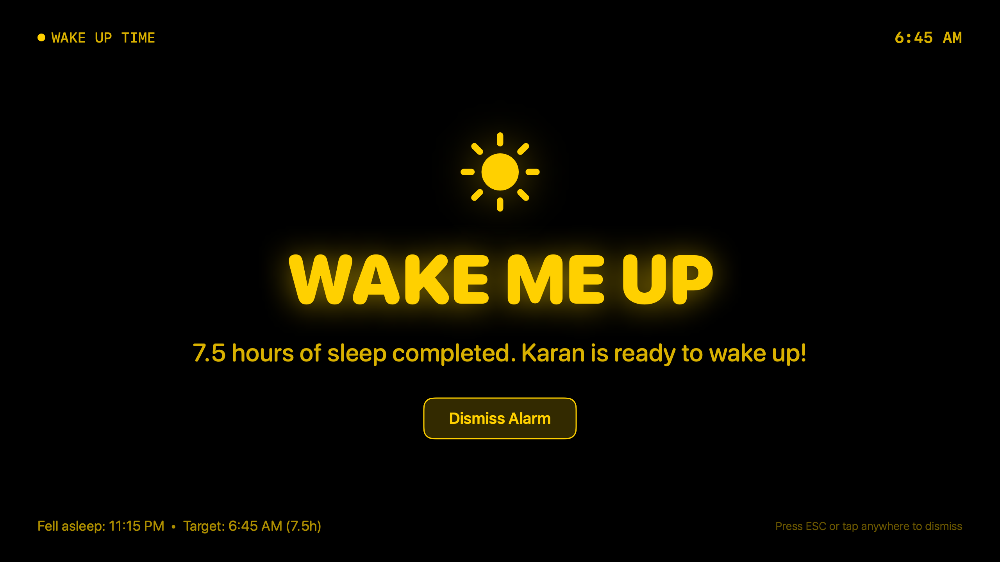 WAKE UP TIME
6:45 AM
WAKE ME UP
7.5 hours of sleep completed. Karan is ready to wake up!
Dismiss Alarm
Fell asleep: 11:15 PM • Target: 6:45 AM (7.5h)
Press ESC or tap anywhere to dismiss